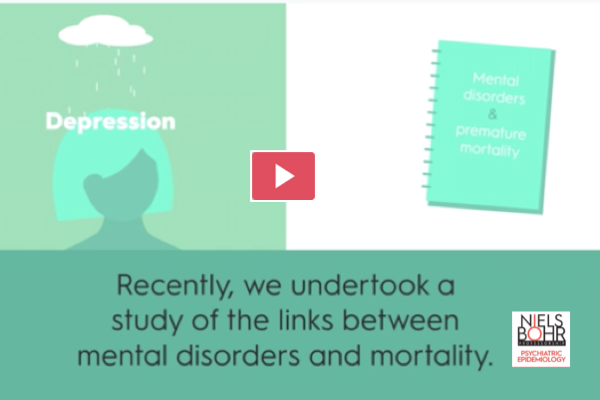 Depression
Mental
disorders
&
premature
mortality
Recently, we undertook a
study of the links between
mental disorders and mortality.
NIELS
BOHR
PROFESSORSHIP
PSYCHIATRIC
EPIDEMIOLOGY